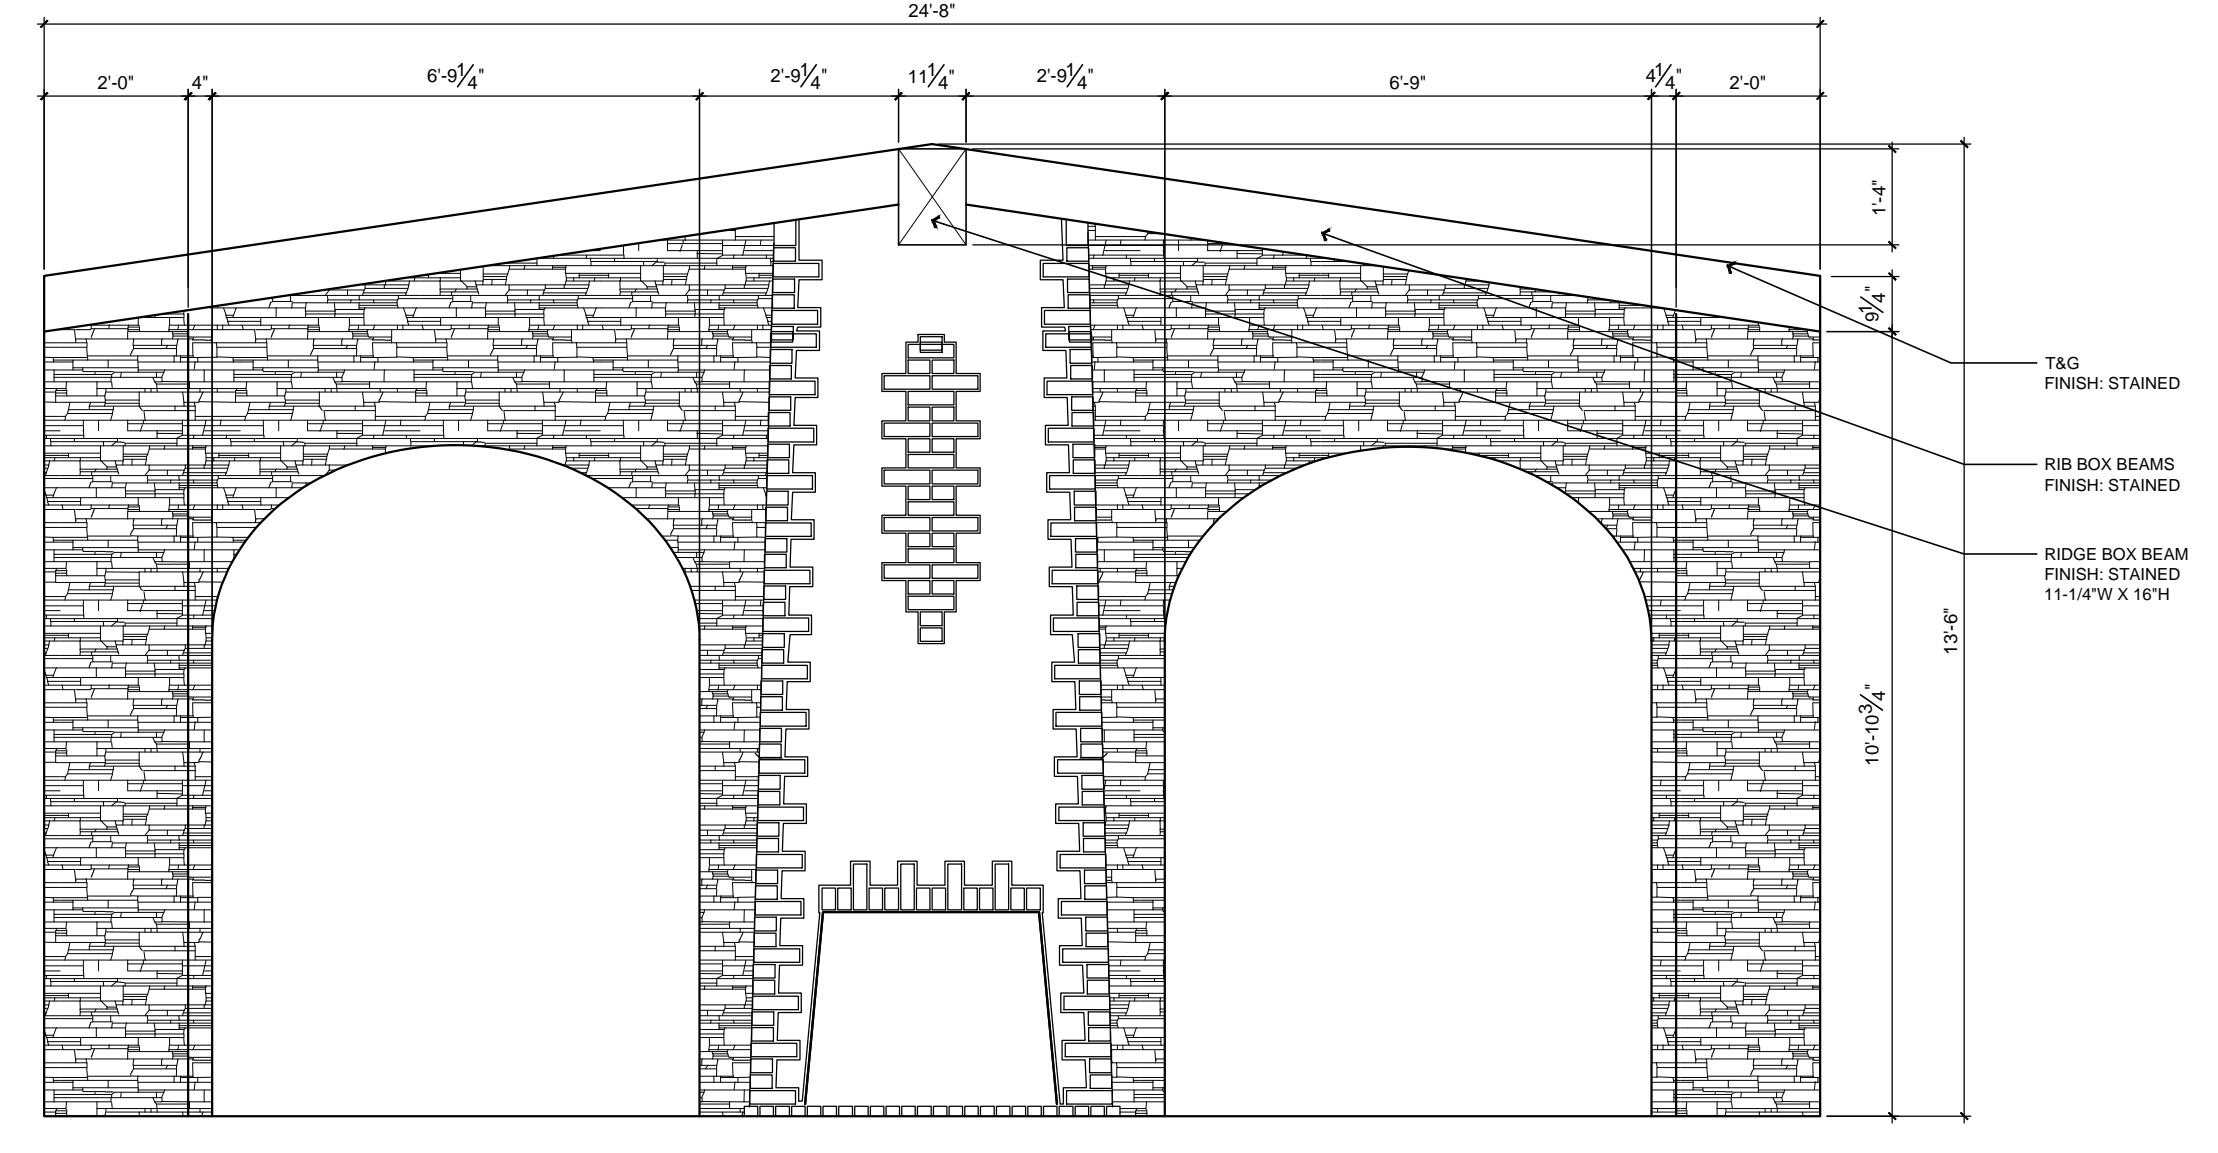 24'-8"
2'-0" 4" 6'-9¼" 2'-9¼" 11¼" 2'-9¼" 6'-9" 4¼" 2'-0"
1'-4"
9¼"
T&G
FINISH: STAINED
RIB BOX BEAMS
FINISH: STAINED
RIDGE BOX BEAM
FINISH: STAINED
11-1/4"W X 16"H
13'-6"
10'-10¾"